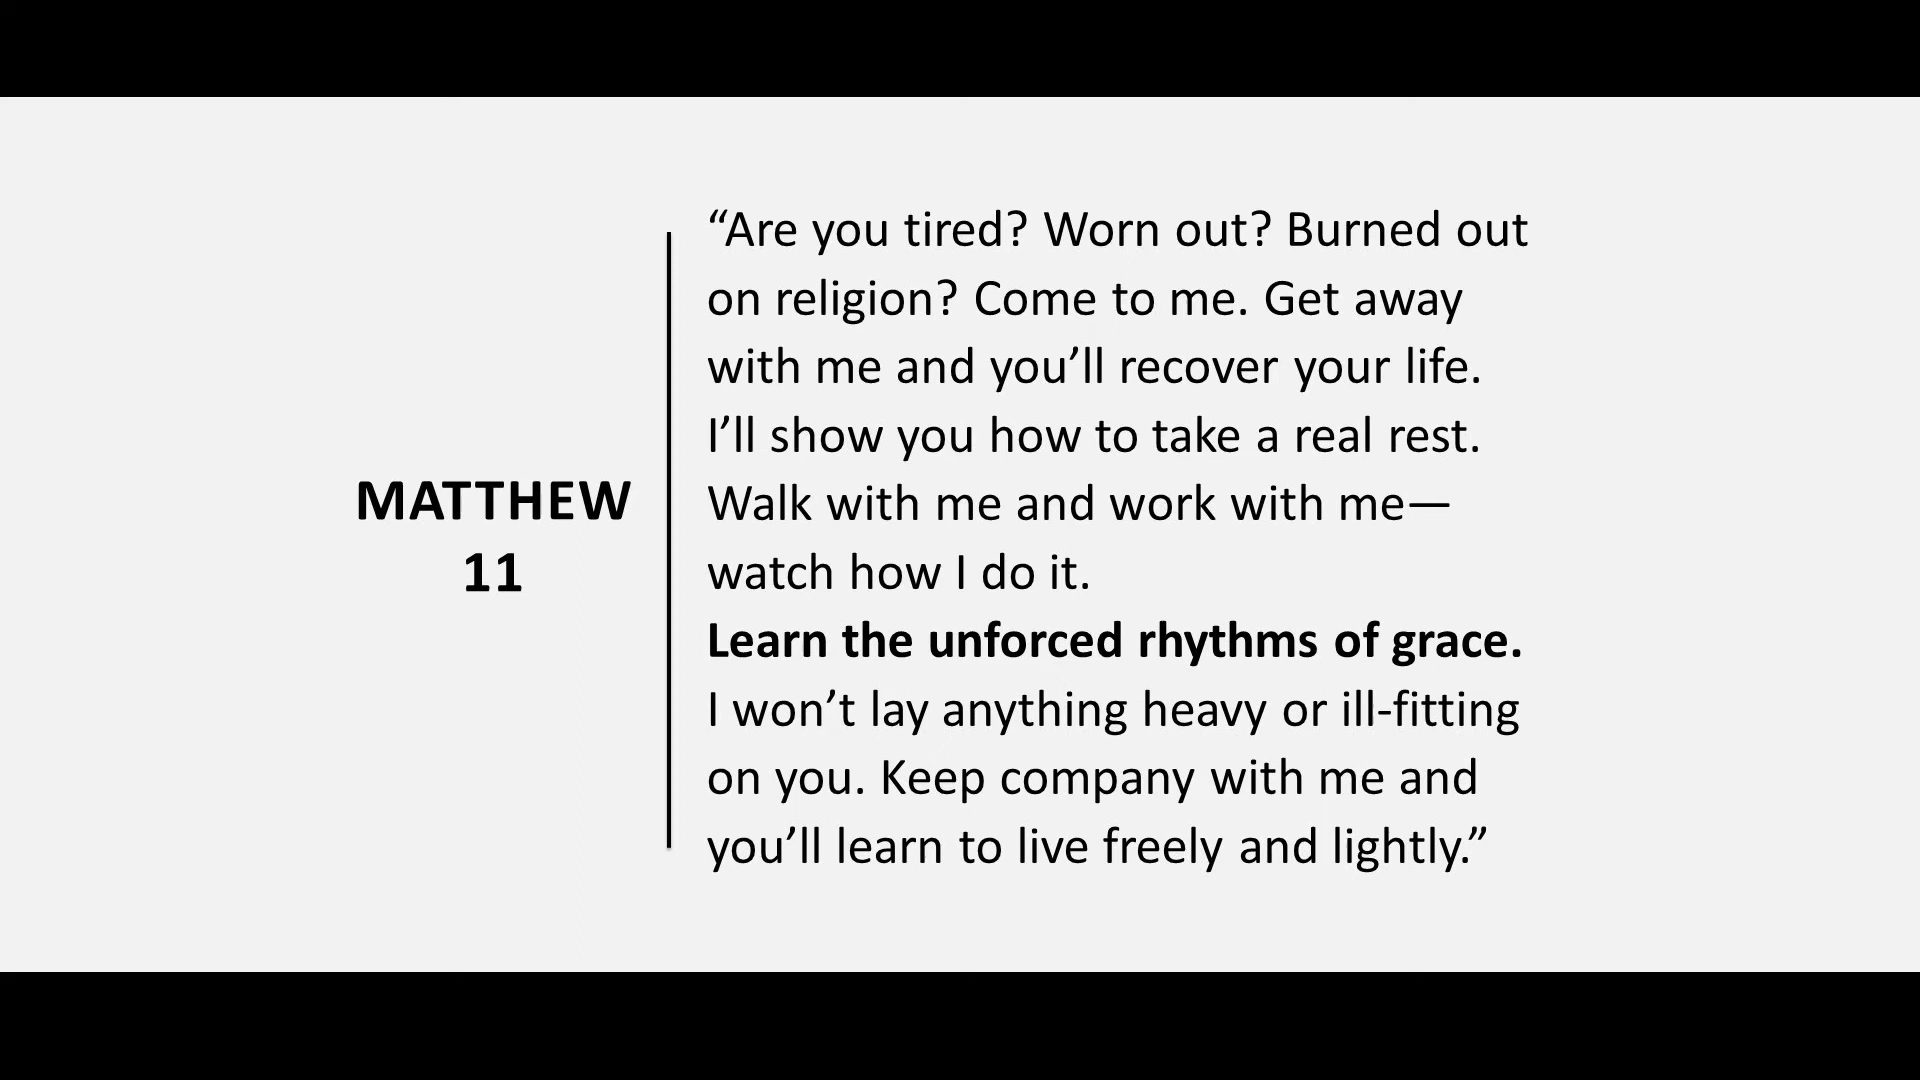 MATTHEW
11
“Are you tired? Worn out? Burned out
on religion? Come to me. Get away
with me and you’ll recover your life.
I’ll show you how to take a real rest.
Walk with me and work with me—
watch how I do it.
Learn the unforced rhythms of grace.
I won’t lay anything heavy or ill-fitting
on you. Keep company with me and
you’ll learn to live freely and lightly.”